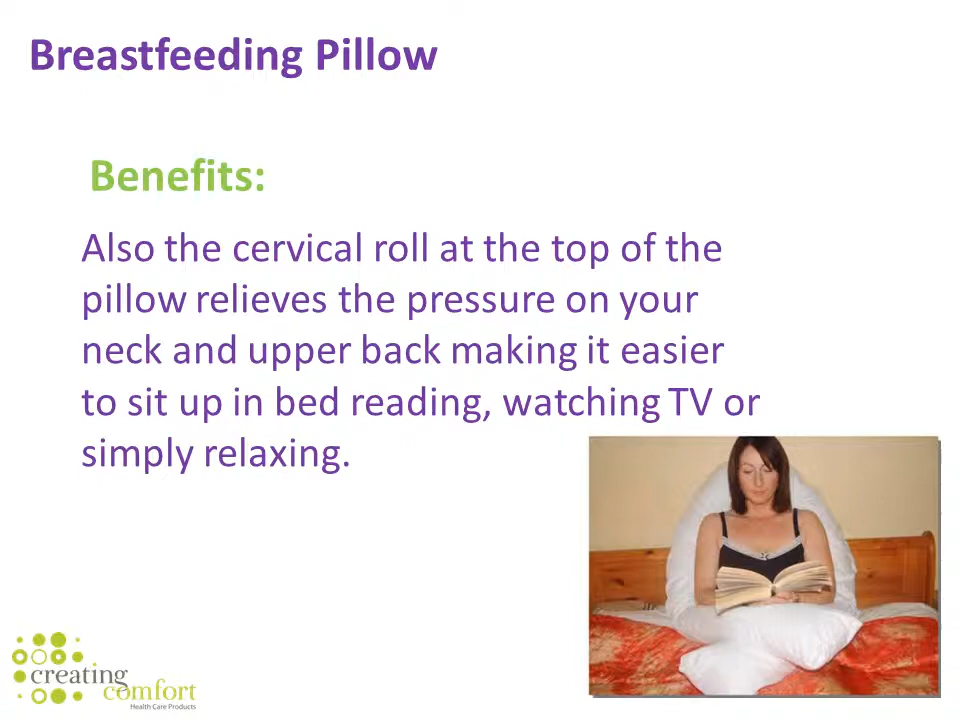 Breastfeeding Pillow
Benefits:
Also the cervical roll at the top of the
pillow relieves the pressure on your
neck and upper back making it easier
to sit up in bed reading, watching TV or
simply relaxing.
creating
comfort
Health Care Products